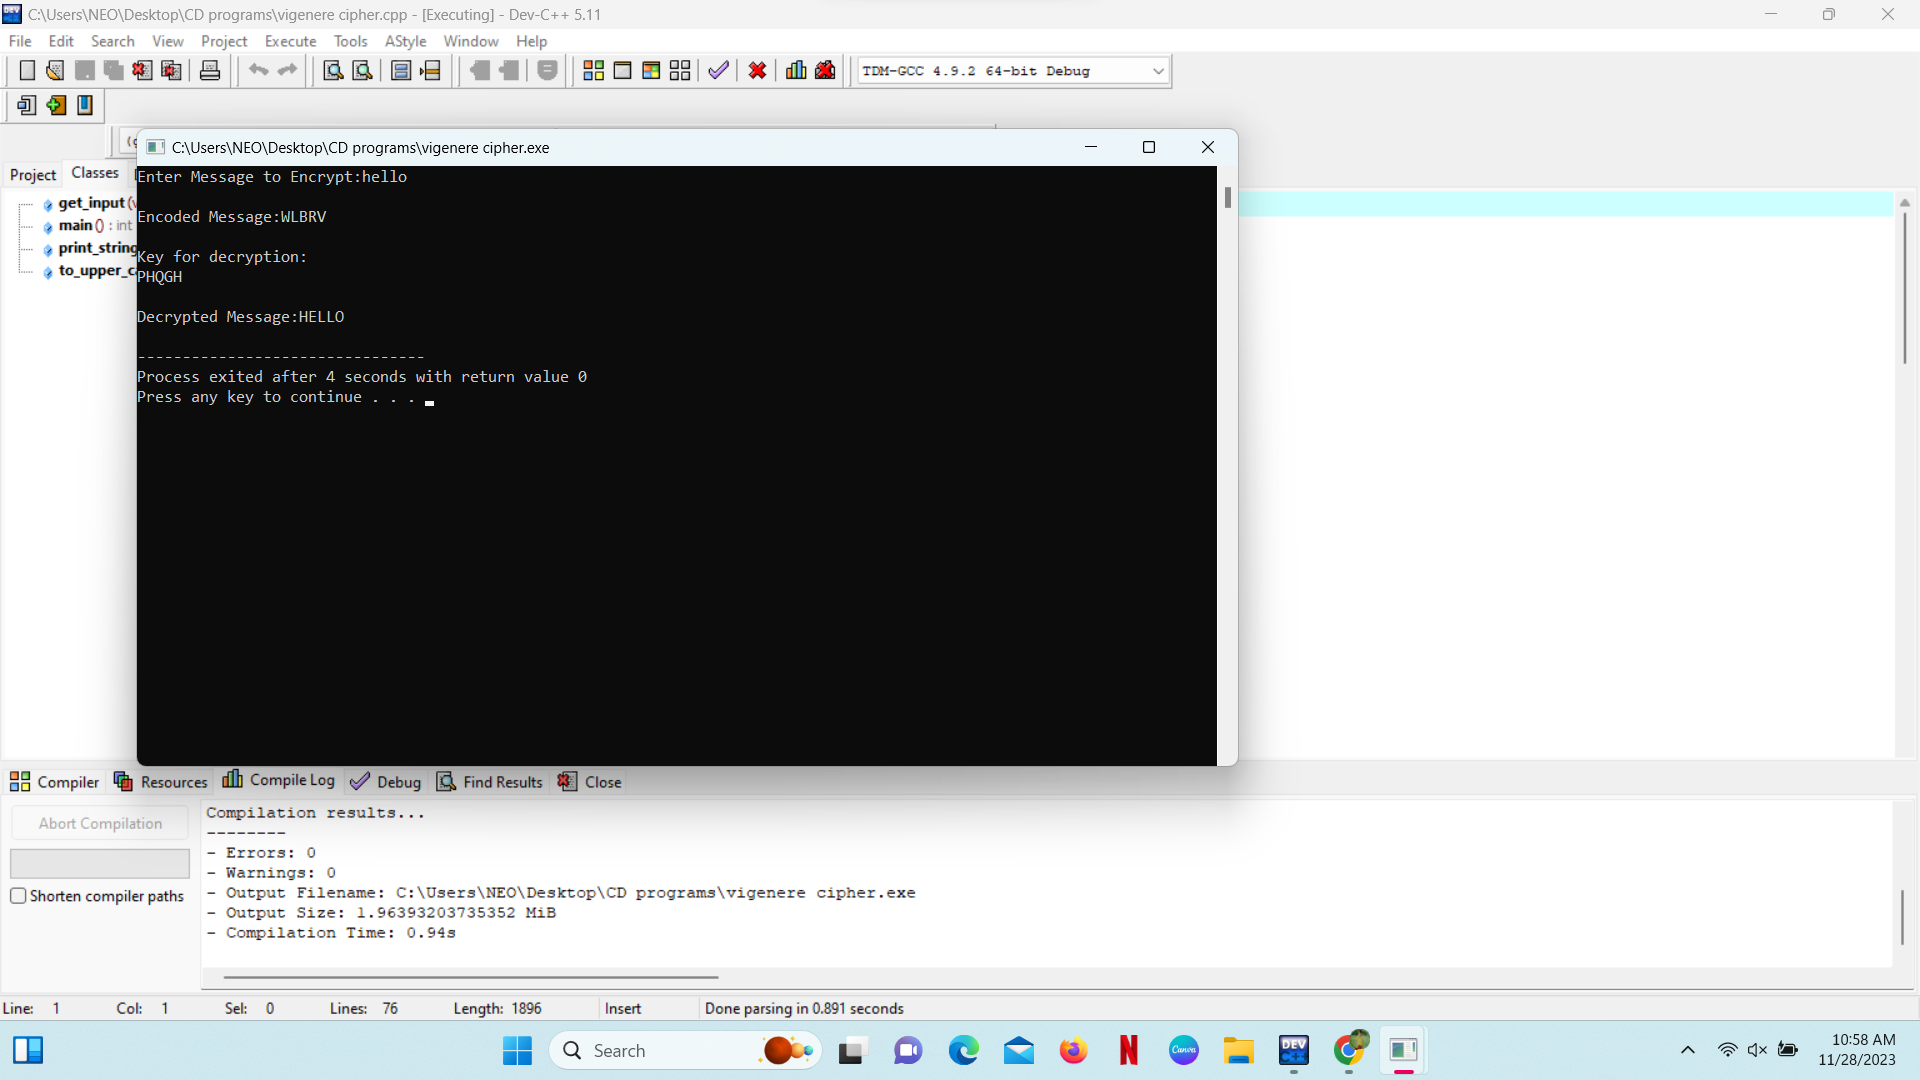 C:\Users\NEO\Desktop\CD programs\vigenere cipher.cpp - [Executing] - Dev-C++ 5.11
File Edit Search View Project Execute Tools AStyle Window Help
TDM-GCC 4.9.2 64-bit Debug
C:\Users\NEO\Desktop\CD programs\vigenere cipher.exe
Project Classes
get_input
main () : int
print_string
to_upper_c
Enter Message to Encrypt:hello
Encoded Message:WLBRV
Key for decryption:
PHQGH
Decrypted Message:HELLO
--------------------------------
Process exited after 4 seconds with return value 0
Press any key to continue . . .
Compiler Resources Compile Log Debug Find Results Close
Abort Compilation
Shorten compiler paths
Compilation results...
--------
- Errors: 0
- Warnings: 0
- Output Filename: C:\Users\NEO\Desktop\CD programs\vigenere cipher.exe
- Output Size: 1.96393203735352 MiB
- Compilation Time: 0.94s
Line: 1 Col: 1 Sel: 0 Lines: 76 Length: 1896 Insert Done parsing in 0.891 seconds
Search
N
Canva
DEV
C++
10:58 AM
11/28/2023